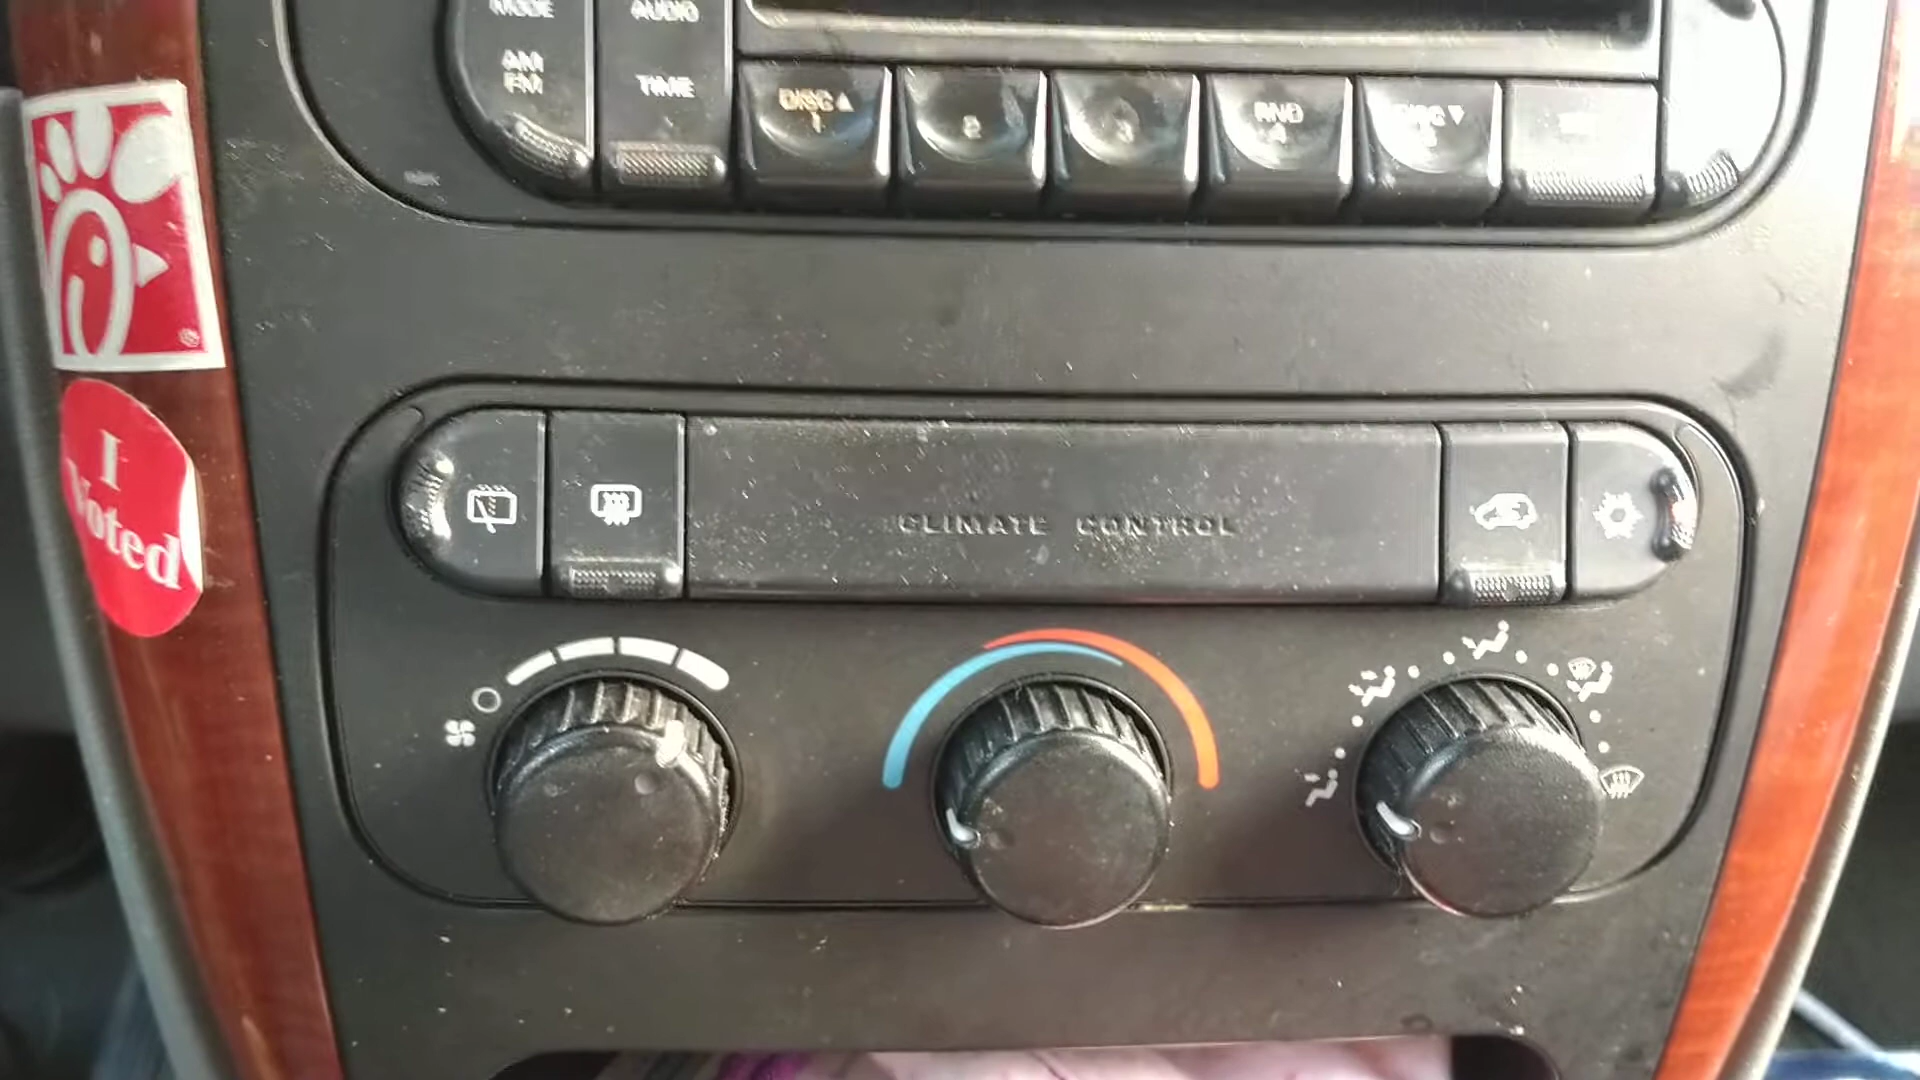 MODE
AUDIO
AM
FM
TIME
DISC▲
1
2
3
RND
4
I
Voted
CLIMATE CONTROL
®